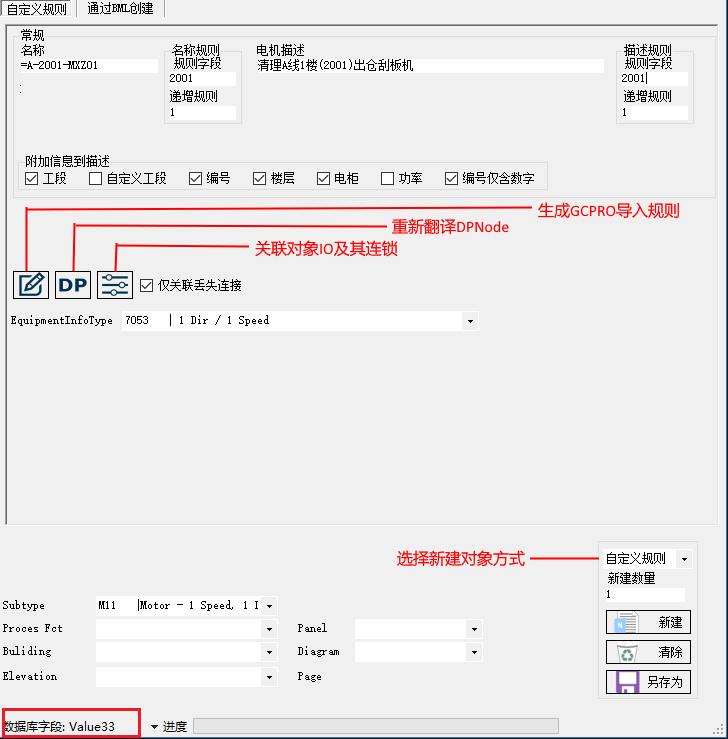 自定义规则 通过BML创建
常规
名称 名称规则 电机描述 描述规则
规则字段 规则字段
=A-2001-MXZ01 2001 清理A线1楼(2001)出仓刮板机 2001
: 递增规则 递增规则
1 1
附加信息到描述
工段 自定义工段 编号 楼层 电柜 功率 编号仅含数字
生成GCPRO导入规则
重新翻译DPNode
关联对象IO及其连锁
DP 仅关联丢失连接
EquipmentInfoType 7053 | 1 Dir / 1 Speed
选择新建对象方式 自定义规则
新建数量
1
Subtype M11 |Motor - 1 Speed, 1 I
新建
Proces Fct Panel
Buliding Diagram 清除
Elevation Page 另存为
数据库字段: Value33 进度